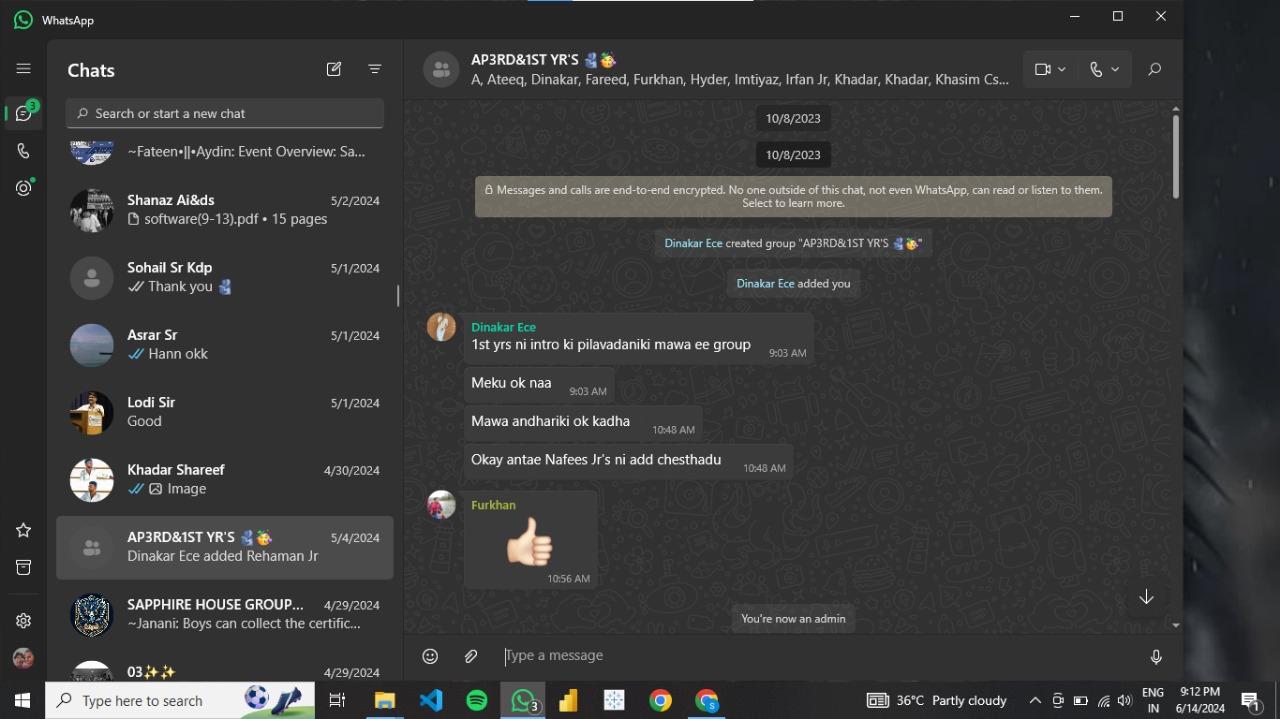 WhatsApp
3
Chats
Search or start a new chat
~Fateen•||•Aydin: Event Overview: Sa...
Shanaz Ai&ds
5/2/2024
software(9-13).pdf • 15 pages
Sohail Sr Kdp
5/1/2024
Thank you 🫂
Asrar Sr
5/1/2024
Hann okk
Lodi Sir
5/1/2024
Good
Khadar Shareef
4/30/2024
Image
AP3RD&1ST YR'S 🫂🥳
5/4/2024
Dinakar Ece added Rehaman Jr
SAPPHIRE HOUSE GROUP...
4/29/2024
~Janani: Boys can collect the certific...
03✨✨
4/29/2024
AP3RD&1ST YR'S 🫂🥳
A, Ateeq, Dinakar, Fareed, Furkhan, Hyder, Imtiyaz, Irfan Jr, Khadar, Khadar, Khasim Cs...
10/8/2023
10/8/2023
Messages and calls are end-to-end encrypted. No one outside of this chat, not even WhatsApp, can read or listen to them.
Select to learn more.
Dinakar Ece created group "AP3RD&1ST YR'S 🫂🥳"
Dinakar Ece added you
Dinakar Ece
1st yrs ni intro ki pilavadaniki mawa ee group
9:03 AM
Meku ok naa
9:03 AM
Mawa andhariki ok kadha
10:48 AM
Okay antae Nafees Jr's ni add chesthadu
10:48 AM
Furkhan
👍🏻
10:56 AM
You're now an admin
Type a message
Type here to search
3
36°C Partly cloudy
ENG
IN
9:12 PM
6/14/2024
1